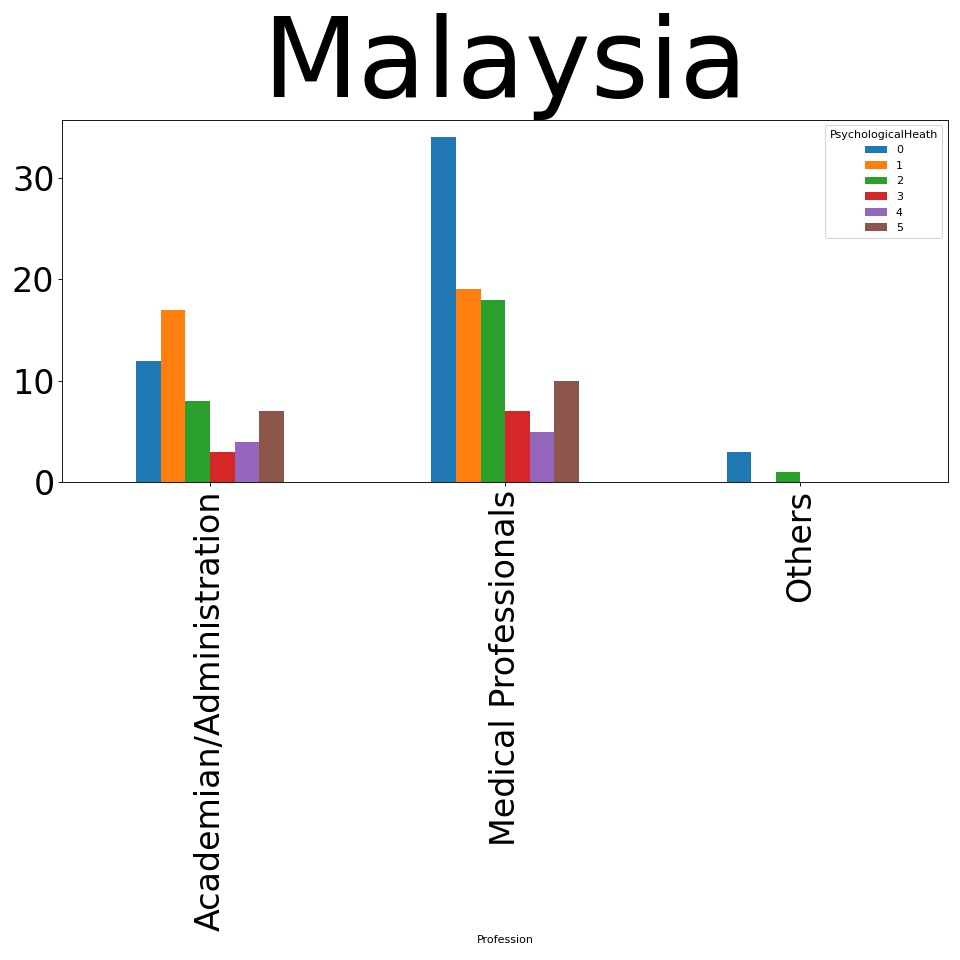 Malaysia
PsychologicalHeath
0
1
2
3
4
5
30
20
10
0
Academian/Administration
Medical Professionals
Others
Profession